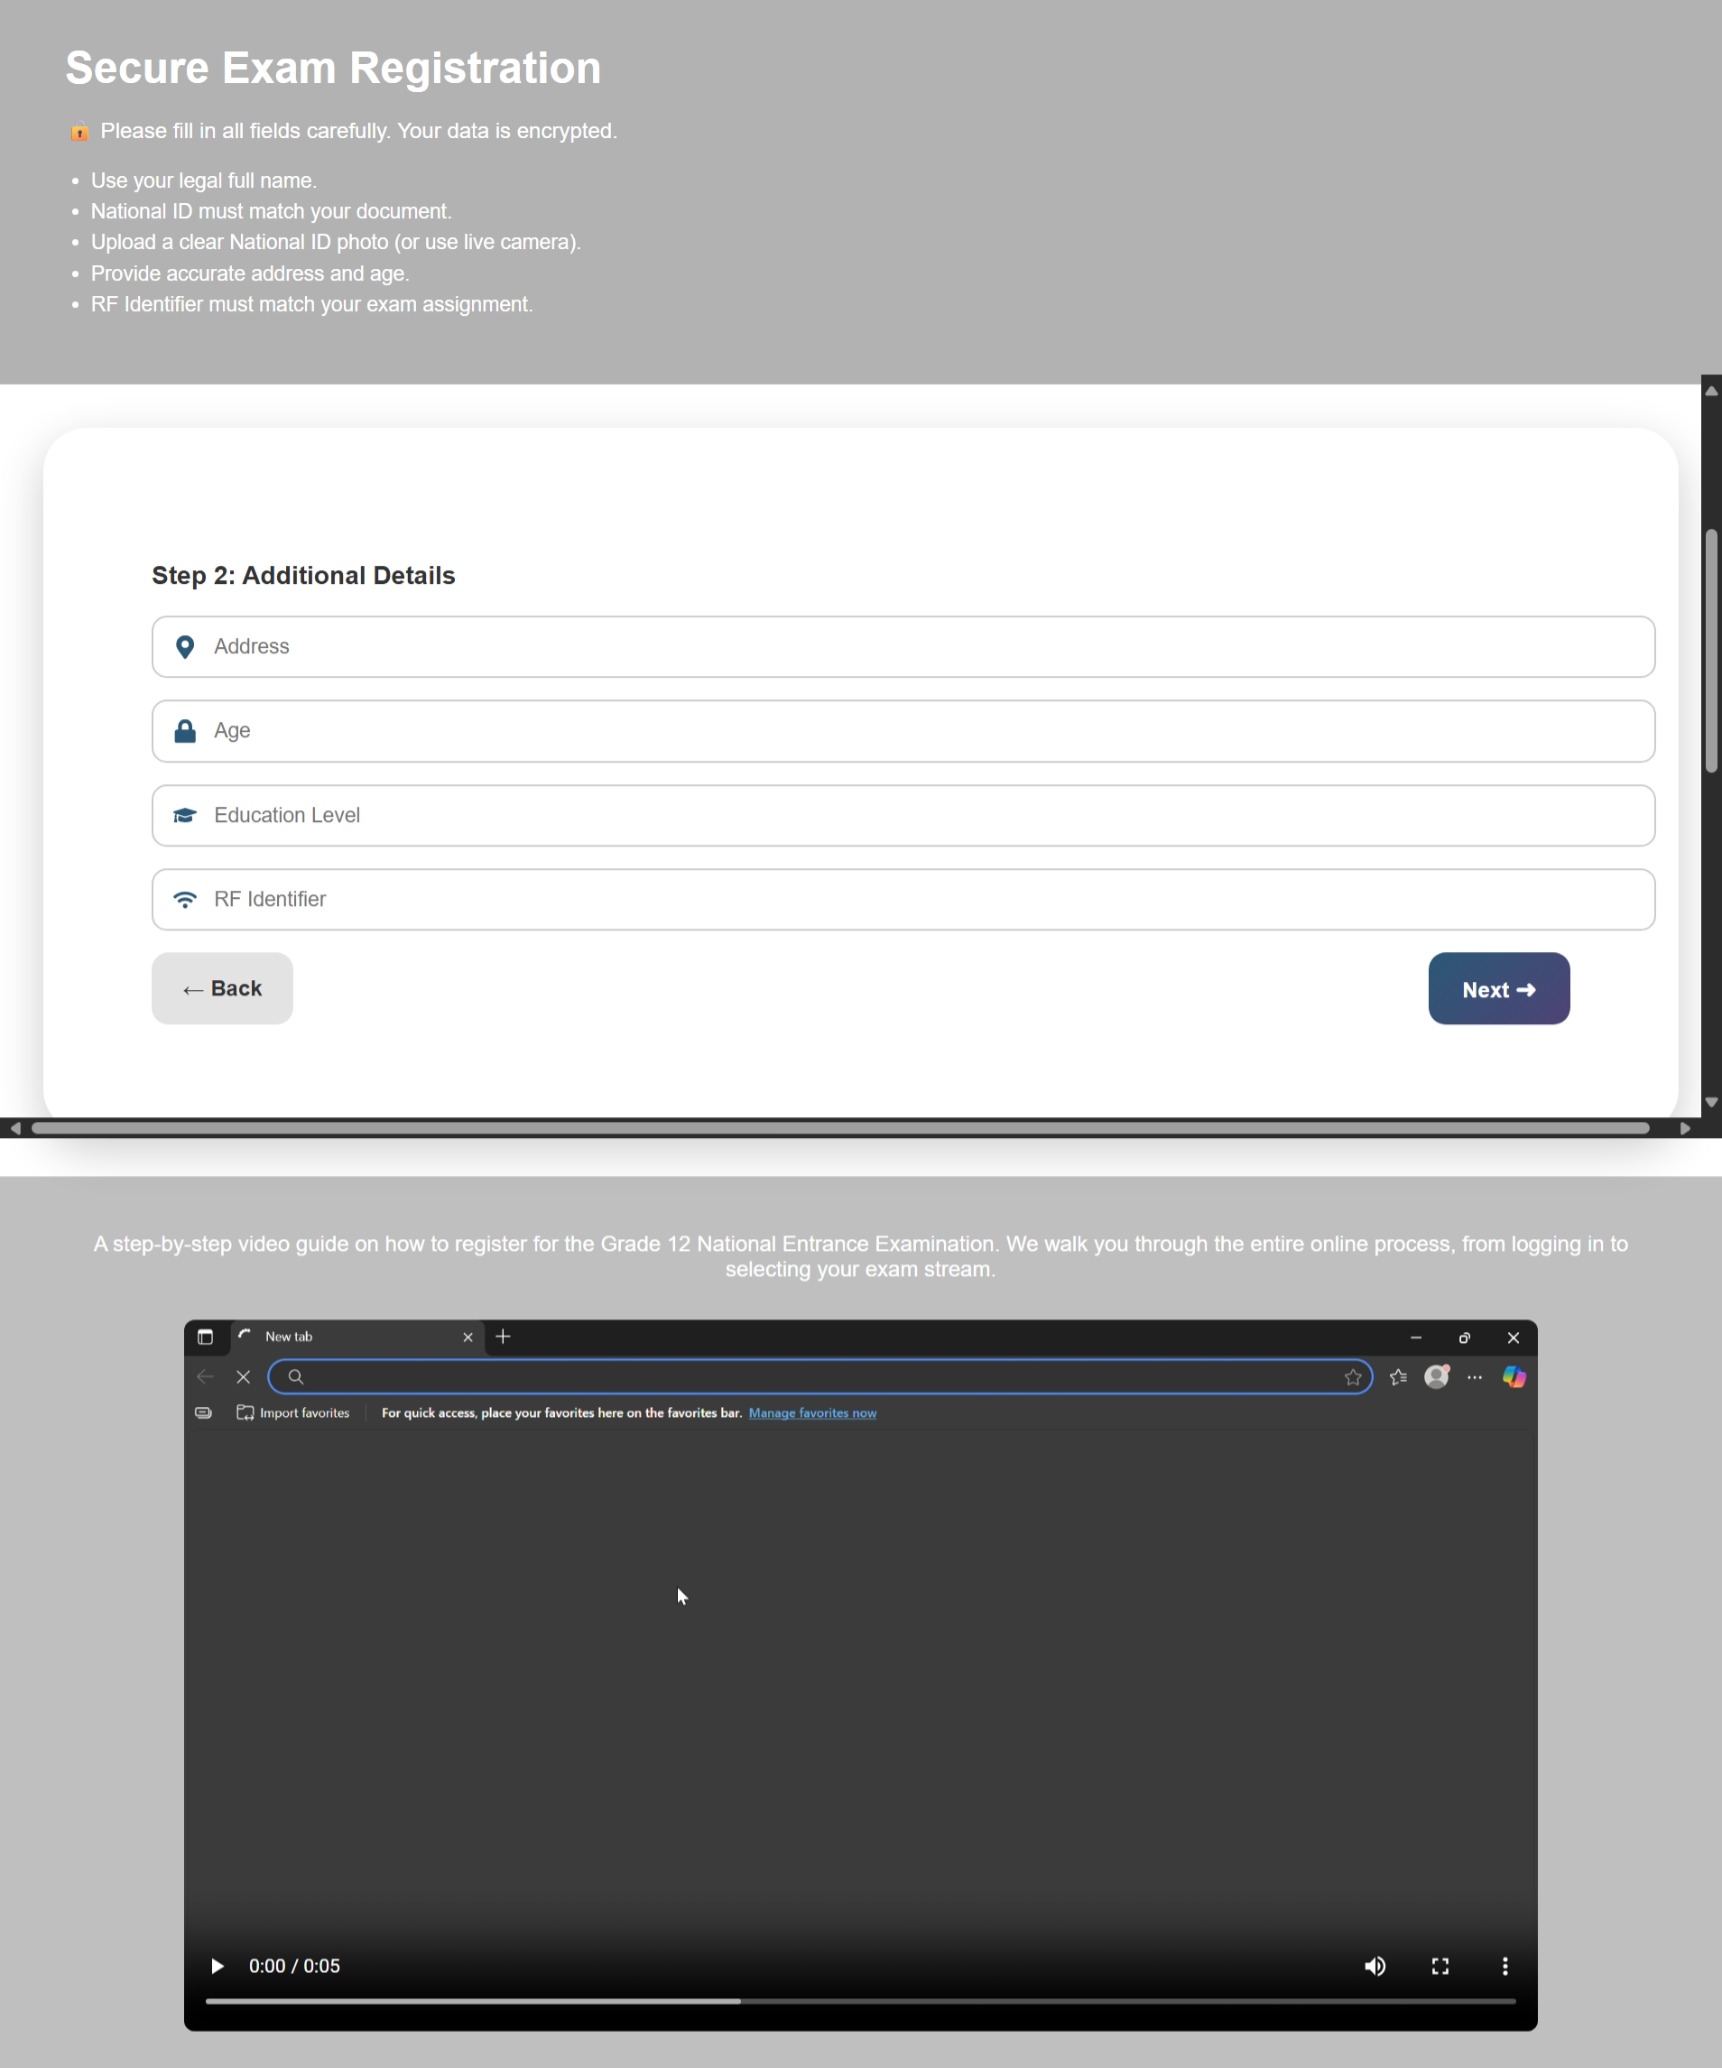 Secure Exam Registration
🔒 Please fill in all fields carefully. Your data is encrypted.
• Use your legal full name.
• National ID must match your document.
• Upload a clear National ID photo (or use live camera).
• Provide accurate address and age.
• RF Identifier must match your exam assignment.
Step 2: Additional Details
Address
Age
Education Level
RF Identifier
← Back
Next ➜
A step-by-step video guide on how to register for the Grade 12 National Entrance Examination. We walk you through the entire online process, from logging in to
selecting your exam stream.
New tab
Import favorites
For quick access, place your favorites here on the favorites bar. Manage favorites now
0:00 / 0:05